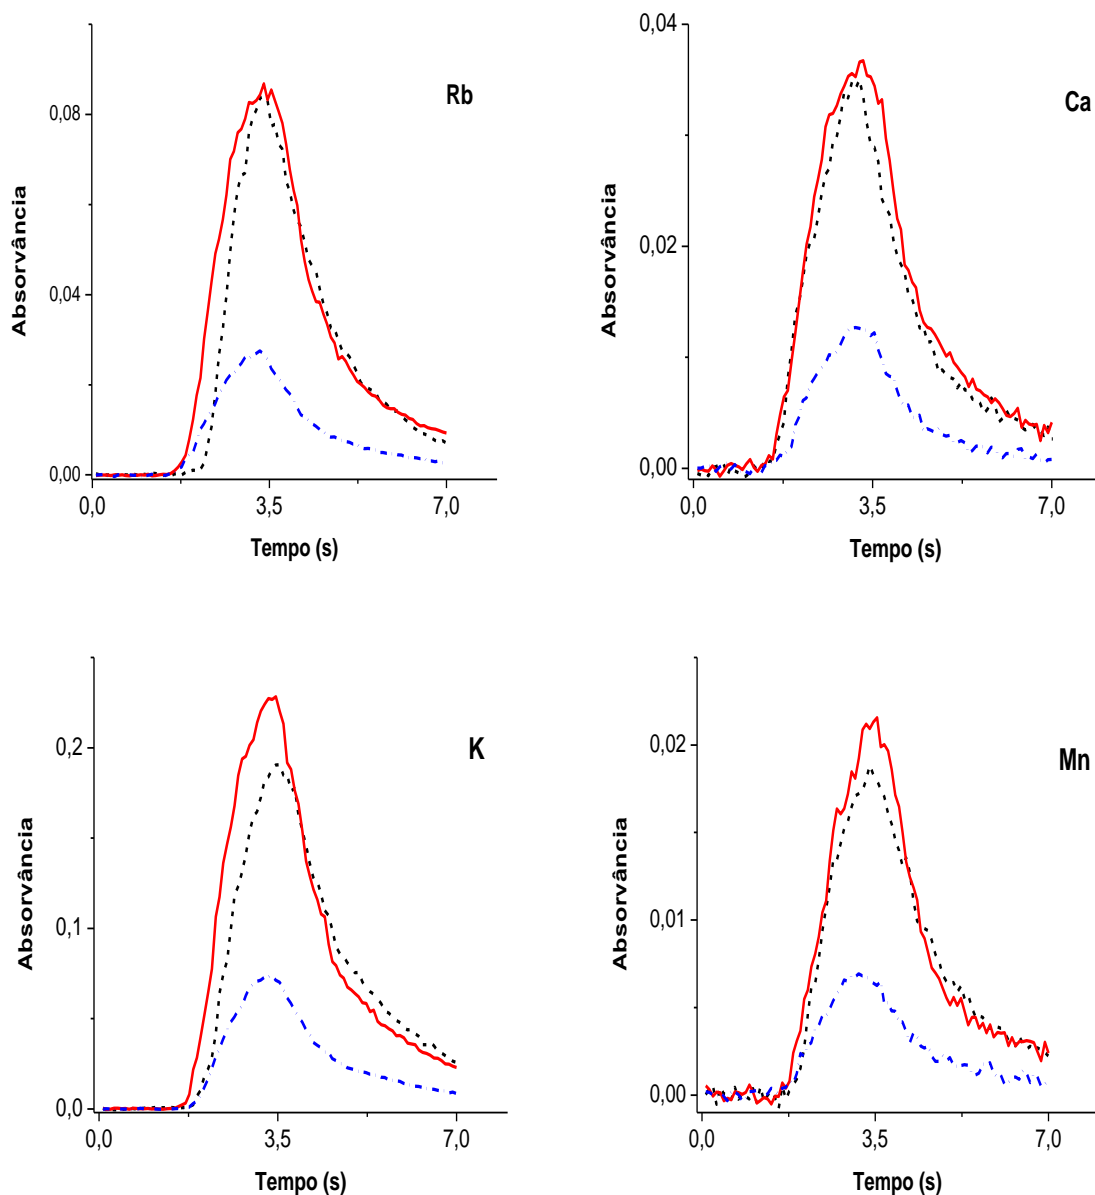 Rb
Absorvância
0,08
0,04
0,00
0,0 3,5 7,0
Tempo (s)
Ca
Absorvância
0,04
0,02
0,00
0,0 3,5 7,0
Tempo (s)
K
Absorvância
0,2
0,1
0,0
0,0 3,5 7,0
Tempo (s)
Mn
Absorvância
0,02
0,01
0,00
0,0 3,5 7,0
Tempo (s)